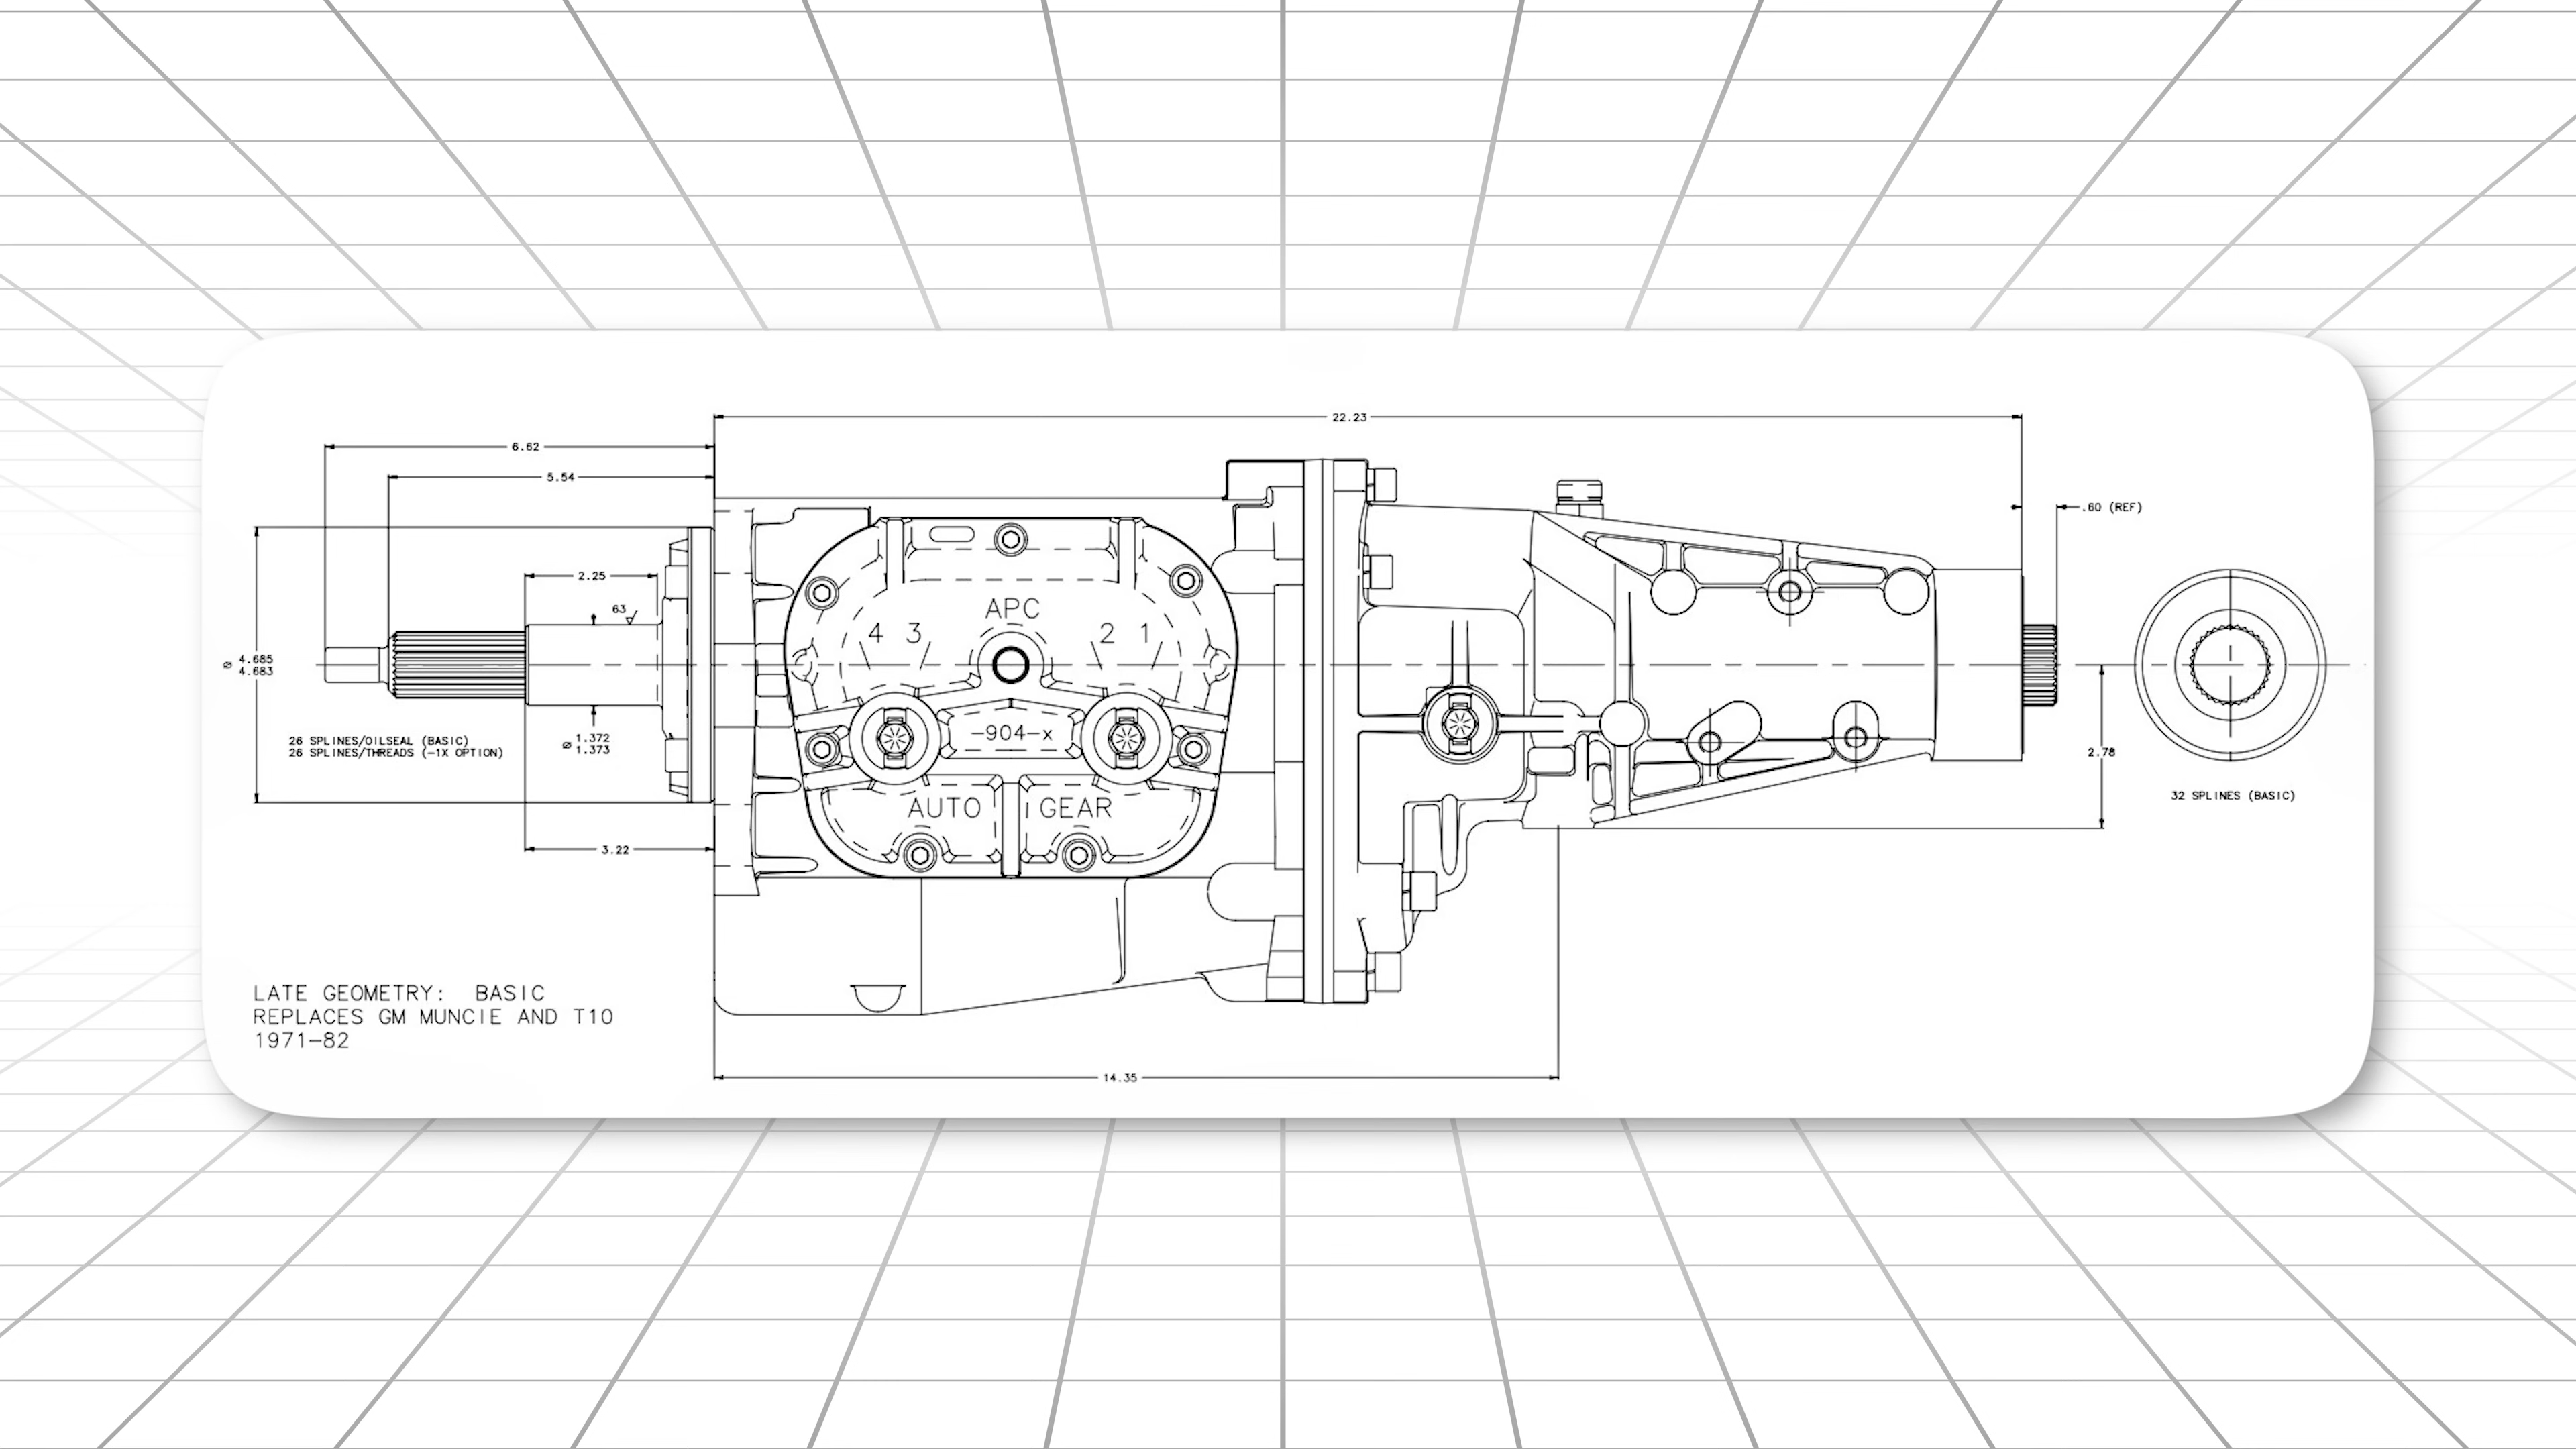 22.23
6.62
5.54
.60 (REF)
2.25
63
APC
4 3 2 1
⌀ 4.685
4.683
-904-x
26 SPLINES/OILSEAL (BASIC)
26 SPLINES/THREADS (-1X OPTION)
⌀ 1.372
1.373
2.78
32 SPLINES (BASIC)
AUTO GEAR
3.22
LATE GEOMETRY: BASIC
REPLACES GM MUNCIE AND T10
1971-82
14.35